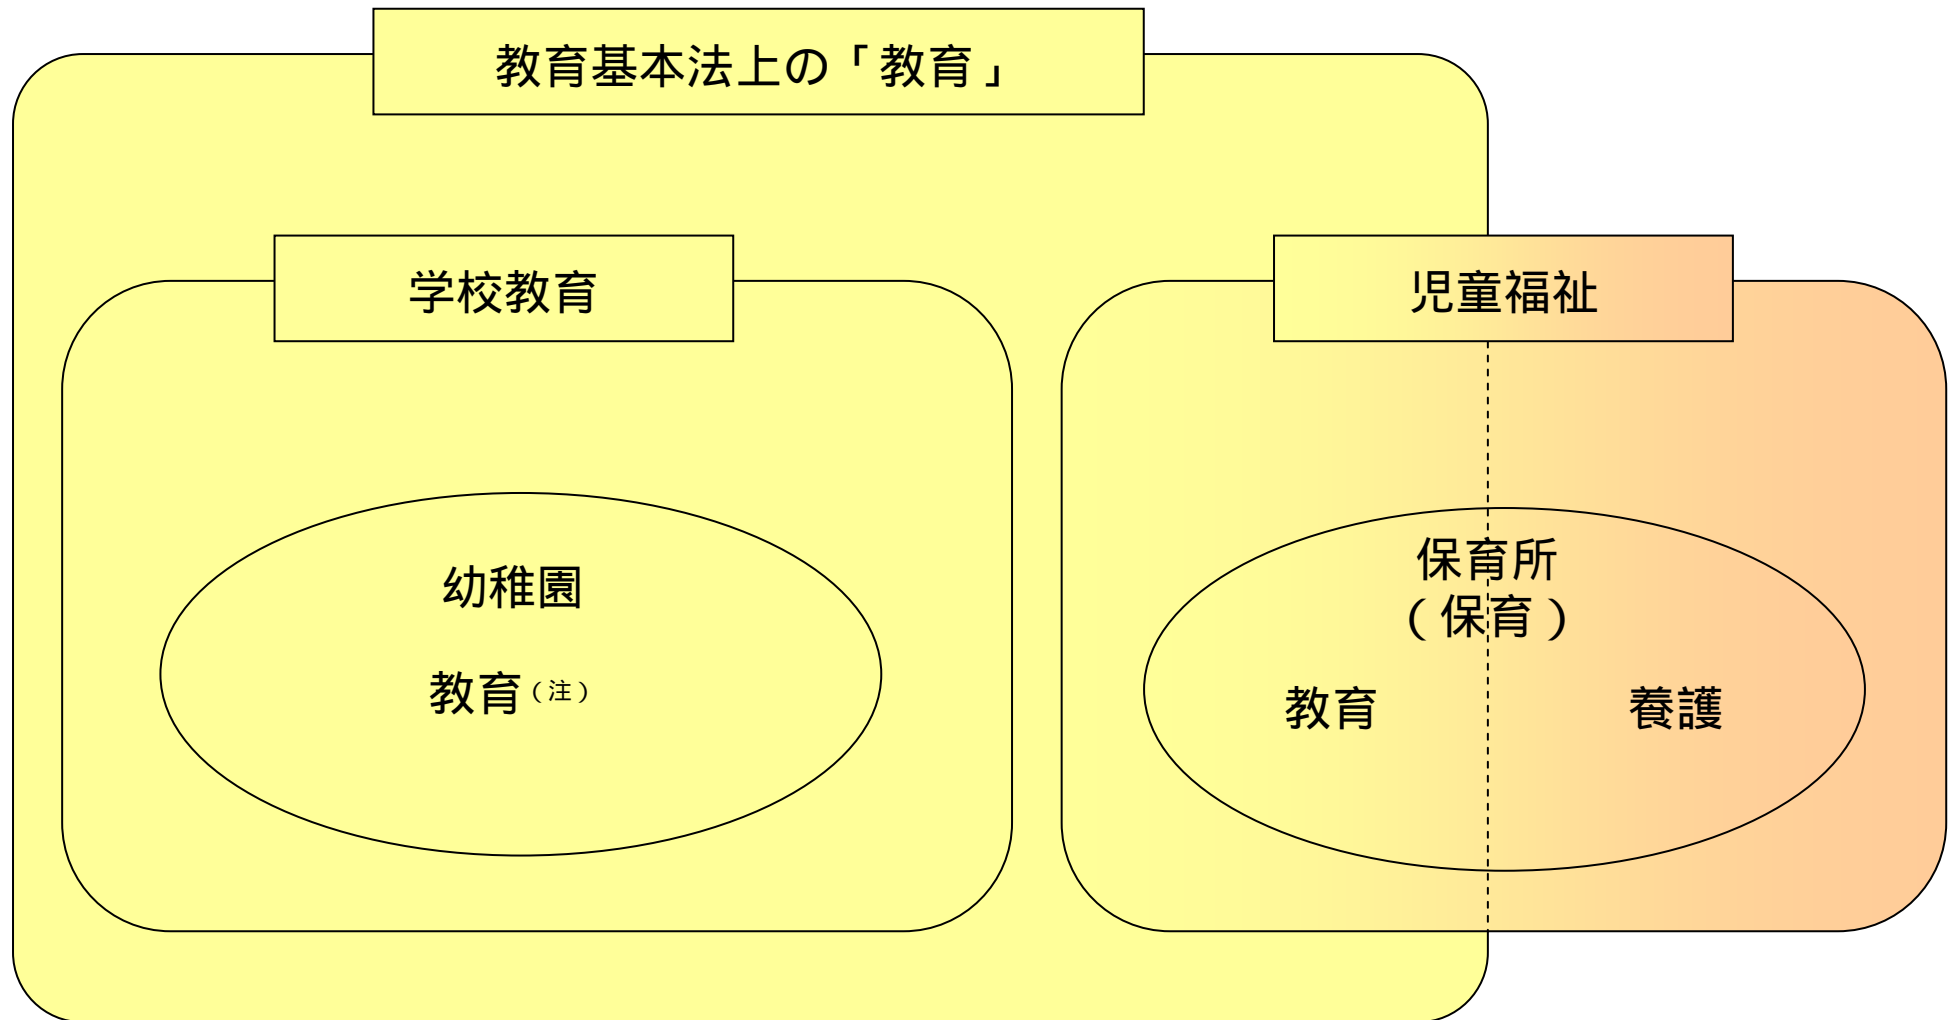 教育基本法上の「教育」
学校教育
児童福祉
幼稚園
教育（注）
保育所
（保育）
教育
養護